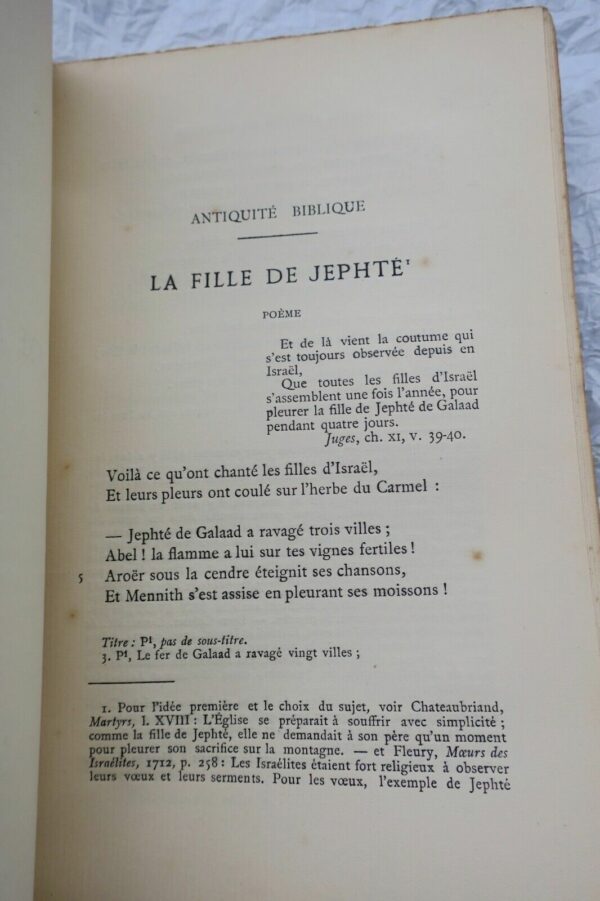 ANTIQUITÉ BIBLIQUE
LA FILLE DE JEPHTÉ¹
POÈME
Et de là vient la coutume qui
s'est toujours observée depuis en
Israël,
Que toutes les filles d'Israël
s'assemblent une fois l'année, pour
pleurer la fille de Jephté de Galaad
pendant quatre jours.
Juges, ch. XI, v. 39-40.
Voilà ce qu'ont chanté les filles d'Israël,
Et leurs pleurs ont coulé sur l'herbe du Carmel :
— Jephté de Galaad a ravagé trois villes ;
Abel ! la flamme a lui sur tes vignes fertiles !
5 Aroër sous la cendre éteignit ses chansons,
Et Mennith s'est assise en pleurant ses moissons !
Titre : P¹, pas de sous-titre.
3. P¹, Le fer de Galaad a ravagé vingt villes ;
1. Pour l'idée première et le choix du sujet, voir Chateaubriand,
Martyrs, l. XVIII : L'Église se préparait à souffrir avec simplicité ;
comme la fille de Jephté, elle ne demandait à son père qu'un moment
pour pleurer son sacrifice sur la montagne. — et Fleury, Mœurs des
Israélites, 1712, p. 258 : Les Israélites étaient fort religieux à observer
leurs vœux et leurs serments. Pour les vœux, l'exemple de Jephté